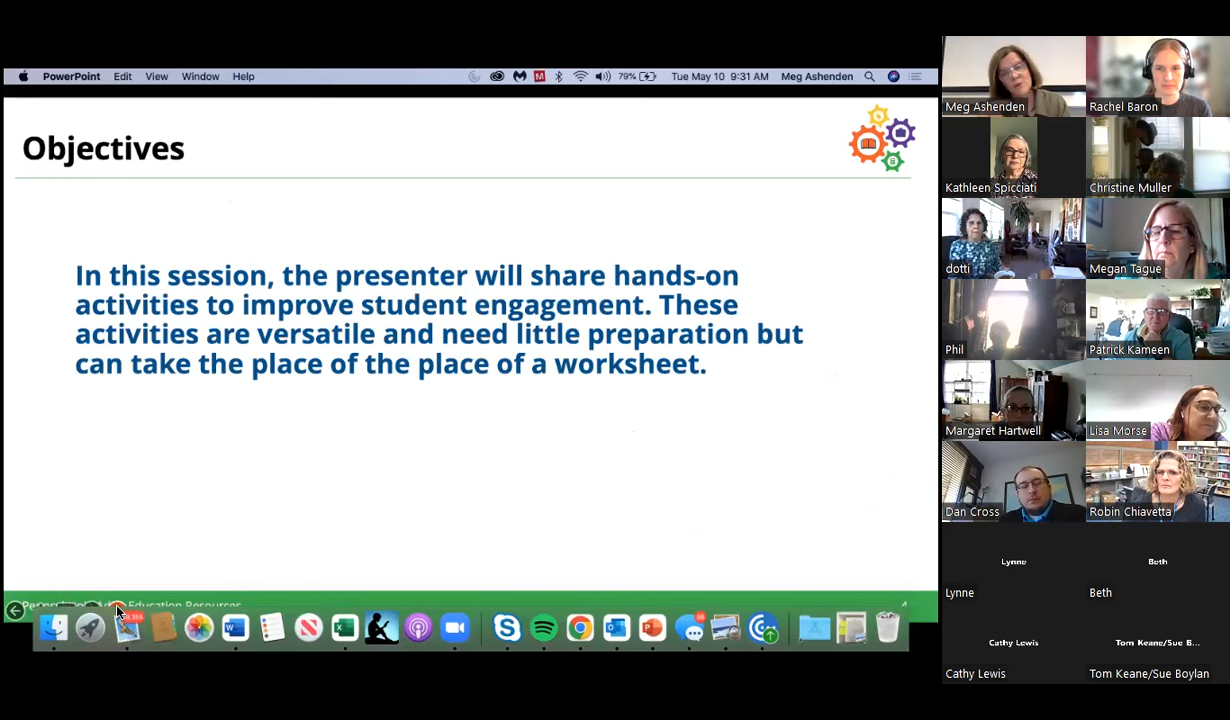 PowerPoint Edit View Window Help 79% Tue May 10 9:31 AM Meg Ashenden
Objectives
In this session, the presenter will share hands-on
activities to improve student engagement. These
activities are versatile and need little preparation but
can take the place of the place of a worksheet.
Education Resources
Meg Ashenden
Rachel Baron
Kathleen Spicciati
Christine Muller
dotti
Megan Tague
Phil
Patrick Kameen
Margaret Hartwell
Lisa Morse
Dan Cross
Robin Chiavetta
Lynne
Beth
Lynne
Beth
Cathy Lewis
Tom Keane/Sue B...
Cathy Lewis
Tom Keane/Sue Boylan